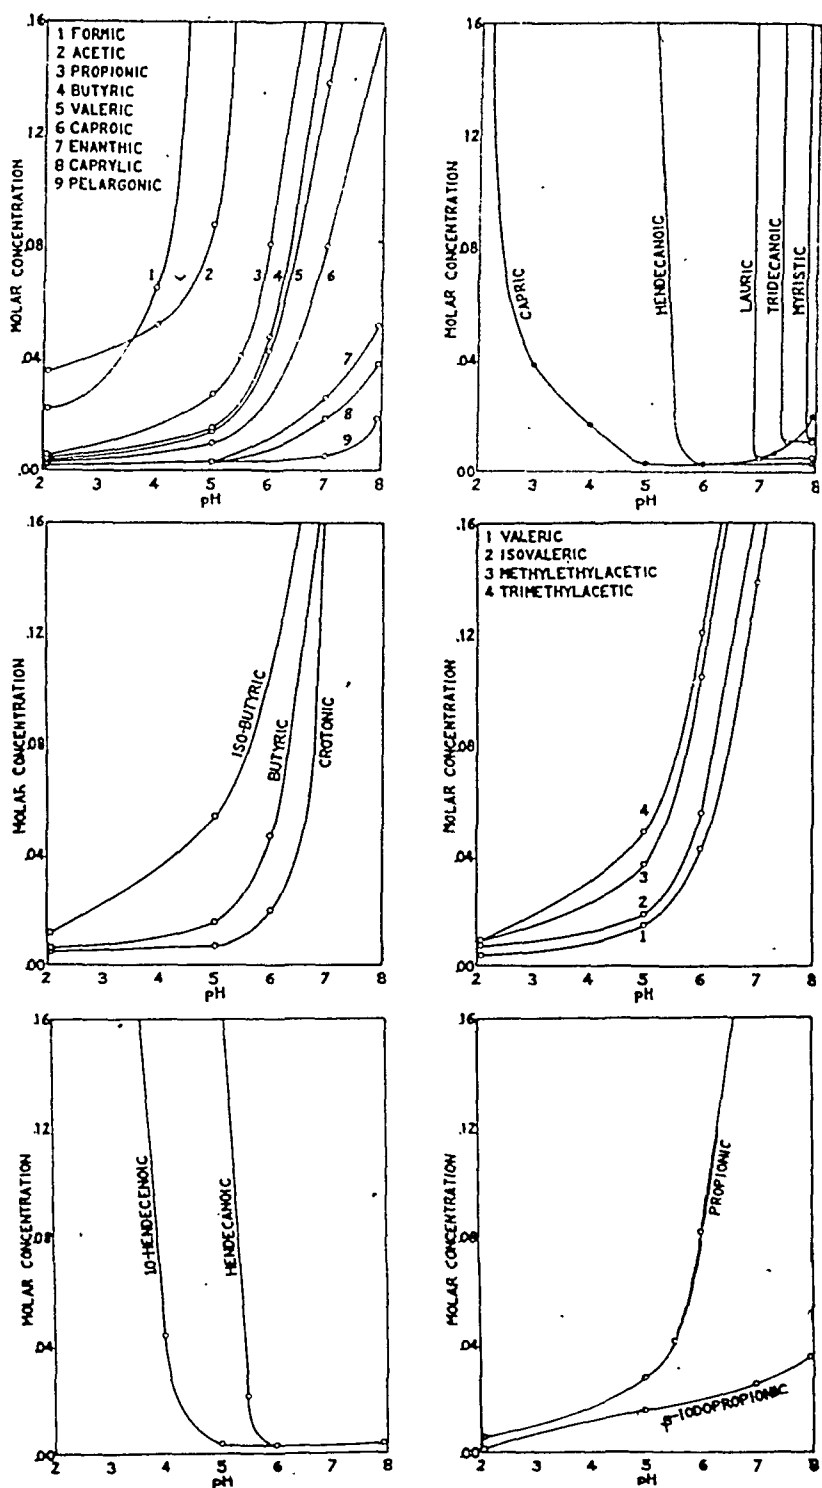 .16
.12
.08
.04
.00
MOLAR CONCENTRATION
1 FORMIC
2 ACETIC
3 PROPIONIC
4 BUTYRIC
5 VALERIC
6 CAPROIC
7 ENANTHIC
8 CAPRYLIC
9 PELARGONIC
1
2
3
4
5
6
7
8
9
2 3 4 5 6 7 8
pH
.16
.12
.08
.04
.00
MOLAR CONCENTRATION
CAPRIC
HENDECANOIC
LAURIC
TRIDECANOIC
MYRISTIC
2 3 4 5 6 7 8
pH
.16
.12
.08
.04
.00
MOLAR CONCENTRATION
ISO-BUTYRIC
BUTYRIC
CROTONIC
2 3 4 5 6 7 8
pH
.16
.12
.08
.04
.00
MOLAR CONCENTRATION
1 VALERIC
2 ISOVALERIC
3 METHYLETHYLACETIC
4 TRIMETHYLACETIC
4
3
2
1
2 3 4 5 6 7 8
pH
.16
.12
.08
.04
.00
MOLAR CONCENTRATION
10-HENDECENOIC
HENDECANOIC
2 3 4 5 6 7 8
pH
.16
.12
.08
.04
.00
MOLAR CONCENTRATION
PROPIONIC
β-IODOPROPIONIC
2 3 4 5 6 7 8
pH